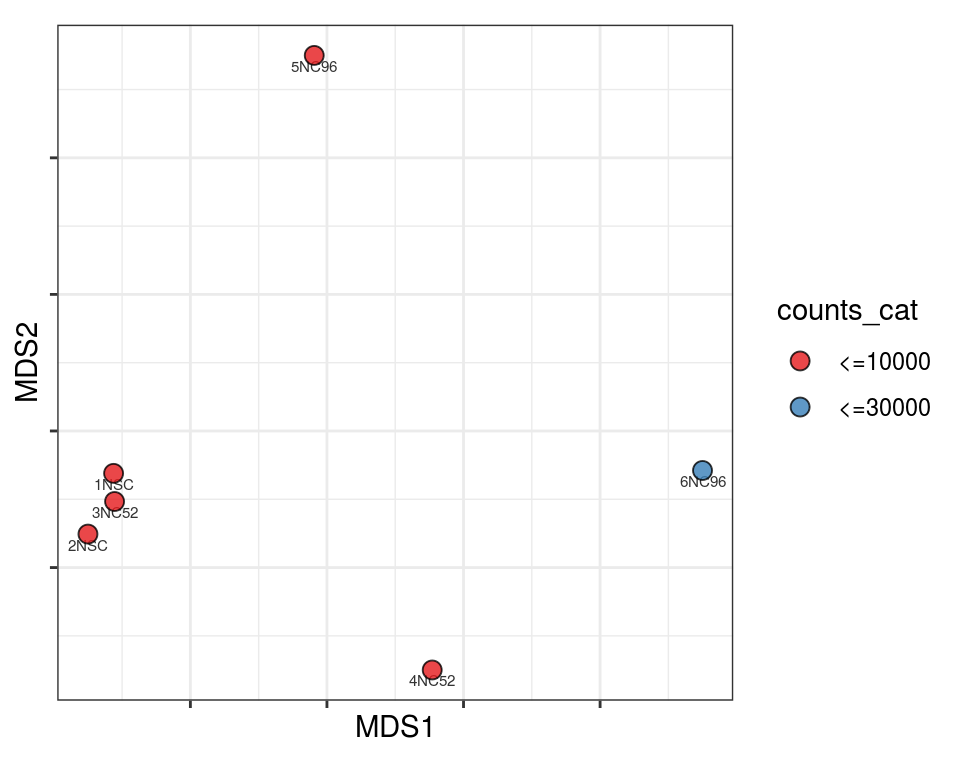 5NC96
MDS2
counts_cat
<=10000
<=30000
1NSC
3NC52
2NSC
6NC96
4NC52
MDS1